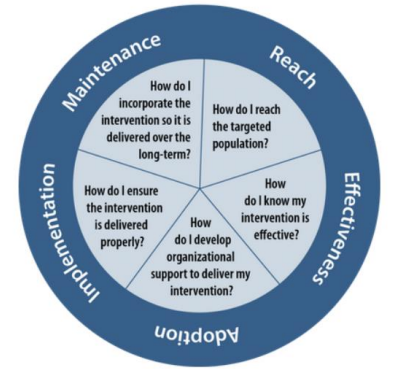 Maintenance
How do I
incorporate the
intervention so it is
delivered over the
long-term?
Reach
How do I reach
the targeted
population?
Effectiveness
How
do I know my
intervention is
effective?
Adoption
How
do I develop
organizational
support to deliver my
intervention?
Implementation
How do I ensure
the intervention
is delivered
properly?